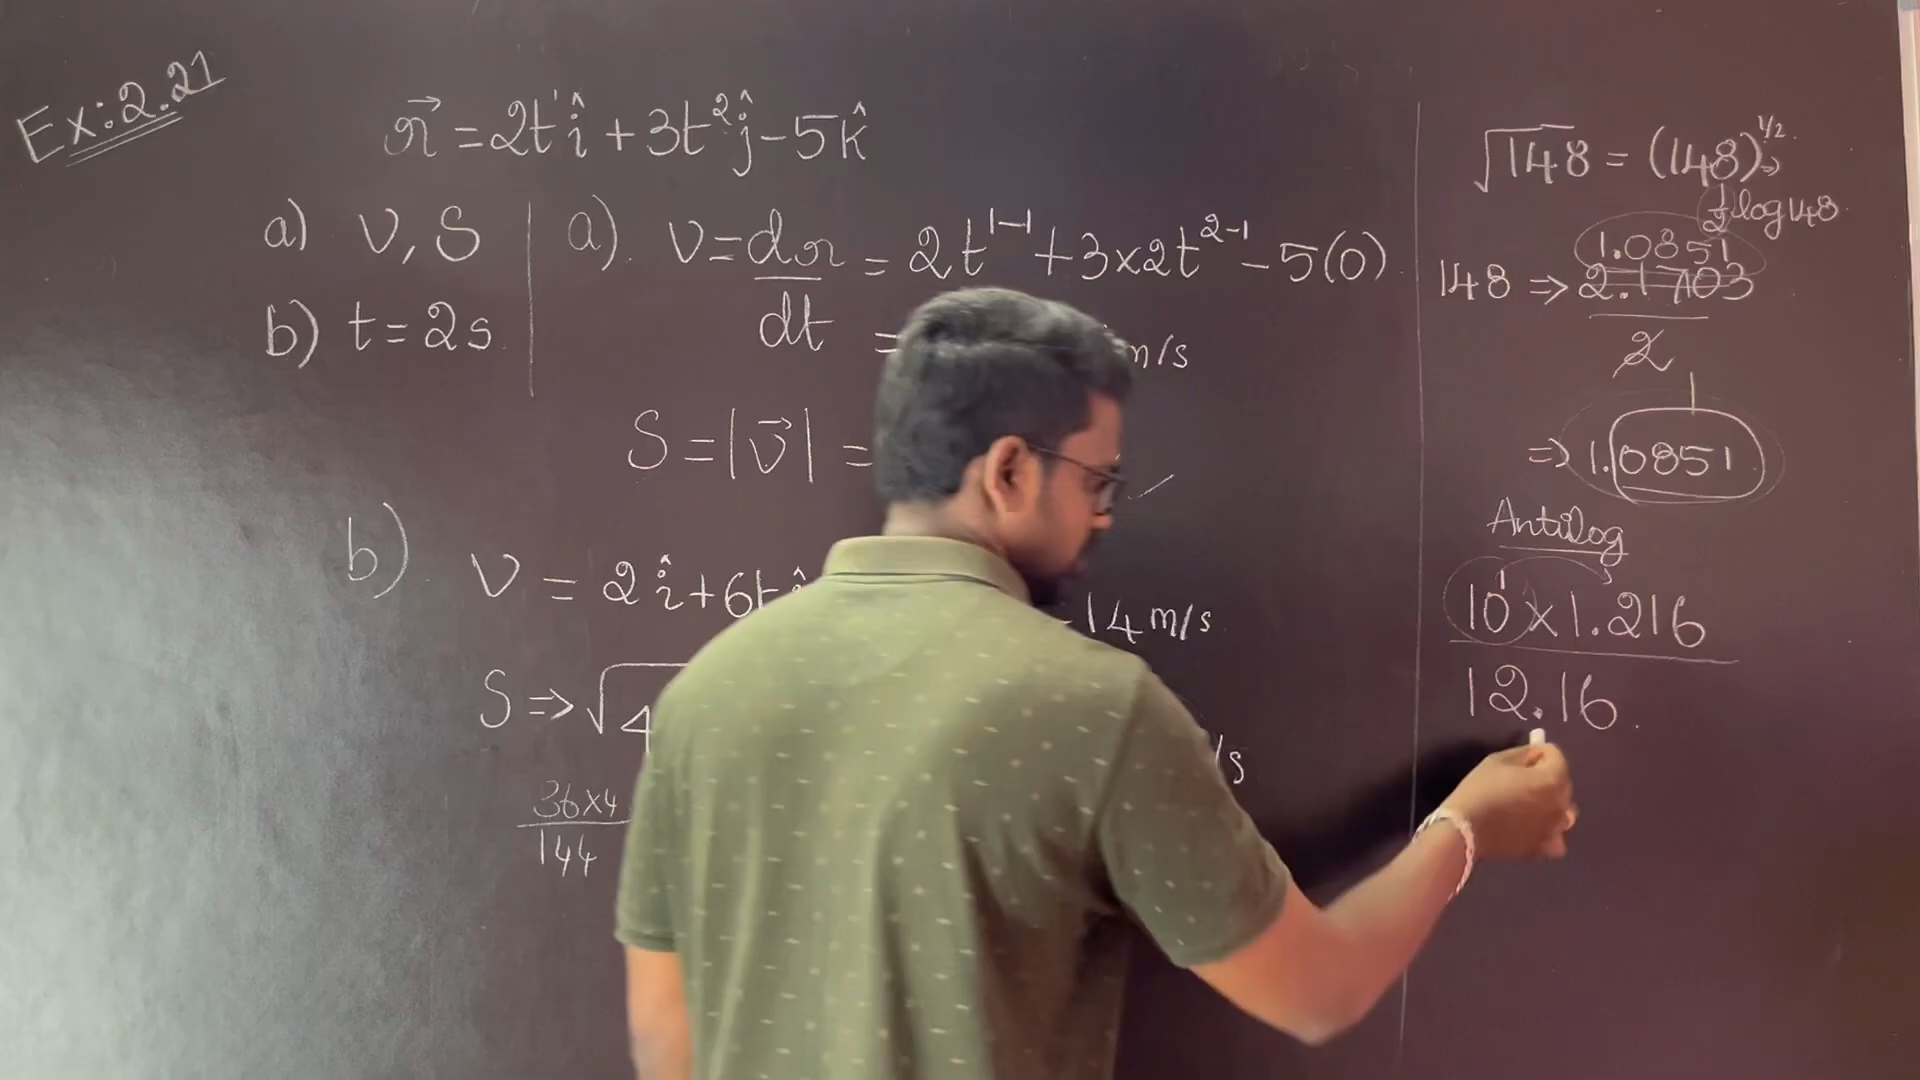 Ex: 2.21
r⃗ = 2t¹î + 3t²ĵ - 5k̂
a) v, S
b) t = 2s
a). v = dr/dt = 2t¹⁻¹ + 3×2t²⁻¹ - 5(0)
= m/s
S = |v⃗| =
b). v = 2î + 6t
14 m/s
S ⇒ √4
/s
36×4
144
√148 = (148)^1/2 ⇒
1/2 log 148
1.0851
148 ⇒ 2.1703
2
1
⇒ 1.0851
Antilog
10¹ × 1.216
12.16